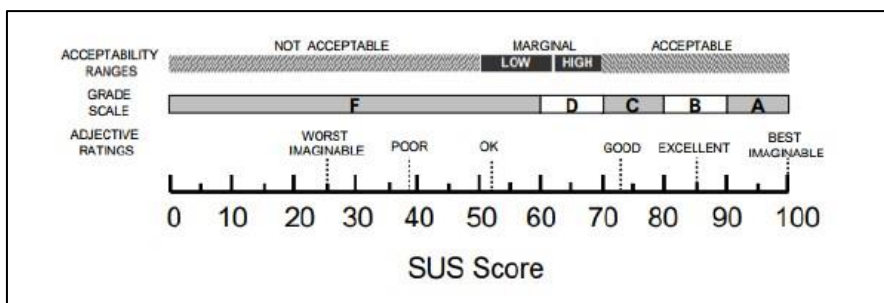 NOT ACCEPTABLE MARGINAL ACCEPTABLE
ACCEPTABILITY RANGES LOW HIGH
GRADE SCALE F D C B A
ADJECTIVE RATINGS WORST IMAGINABLE POOR OK GOOD EXCELLENT BEST IMAGINABLE
0 10 20 30 40 50 60 70 80 90 100
SUS Score